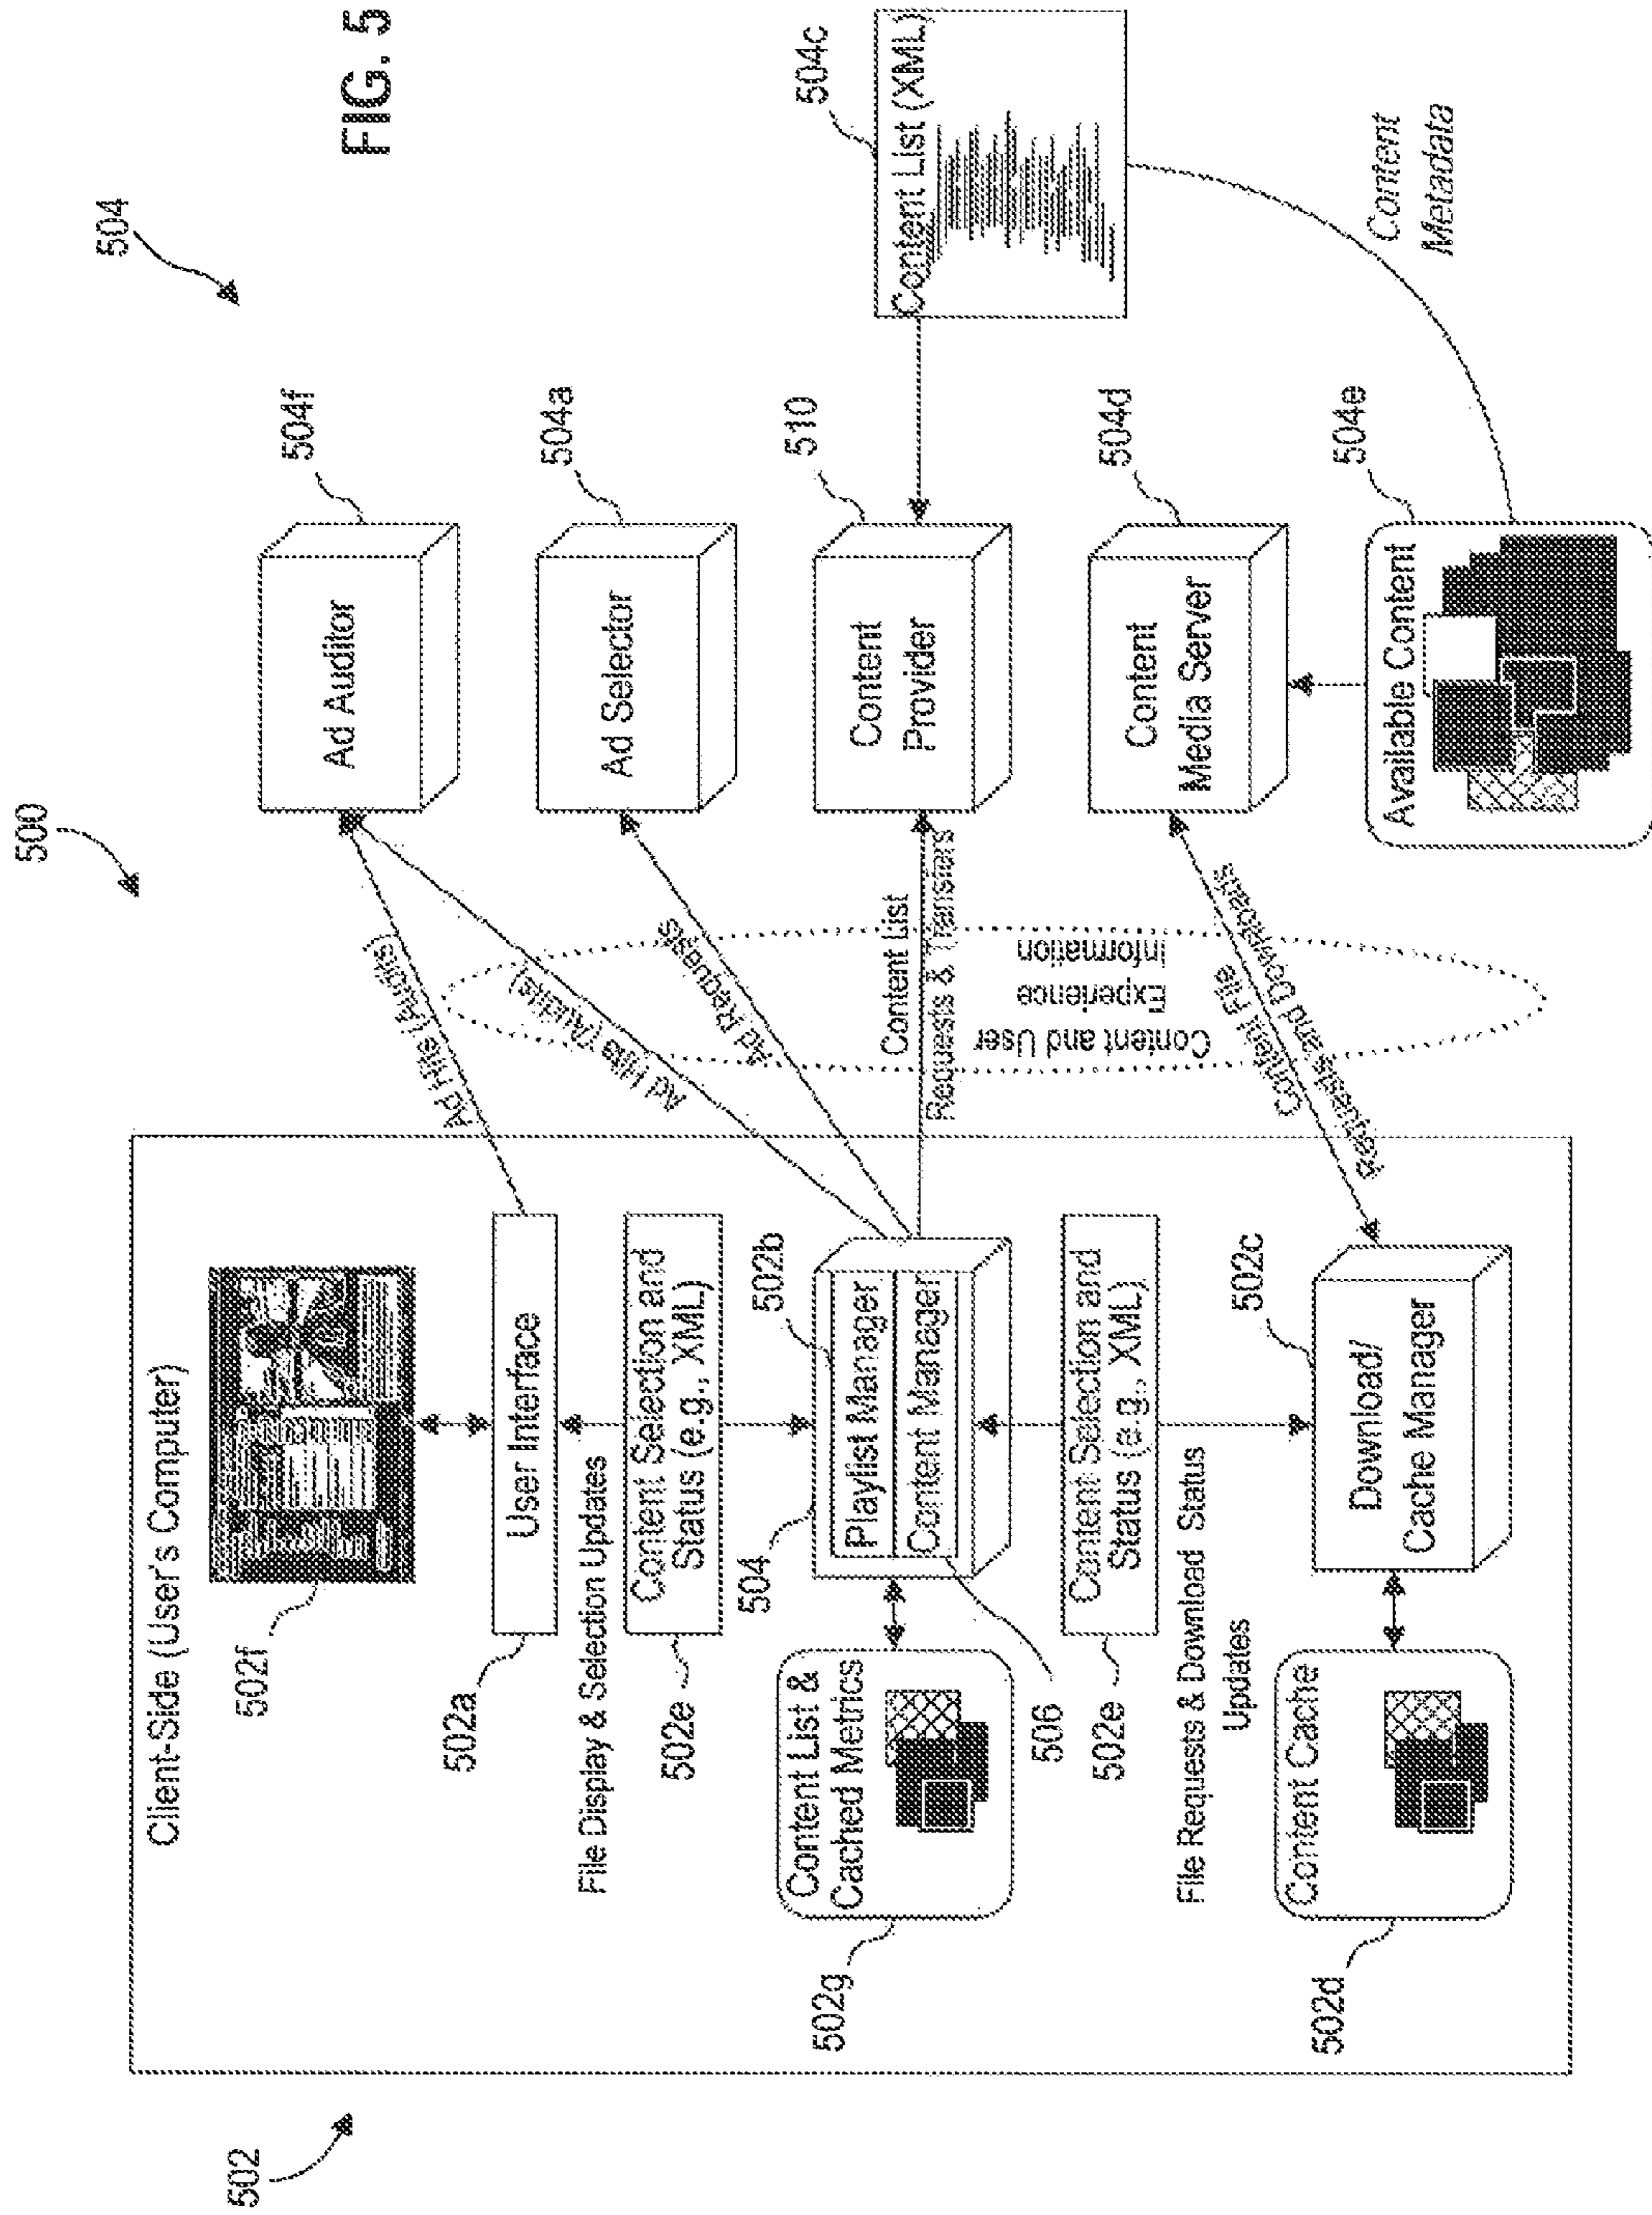 500
502
504
FIG. 5
Client-Side (User's Computer)
502f
502a
User Interface
File Display & Selection Updates
502e
Content Selection and
Status (e.g., XML)
504
502b
Playlist Manager
Content Manager
502g
Content List &
Cached Metrics
506
502e
Content Selection and
Status (e.g., XML)
File Requests & Download Status
Updates
502c
Download/
Cache Manager
502d
Content Cache
Ad Hits (Audits)
Ad Hits (Audits)
Ad Requests
Content List
Requests & Transfers
Content and User
Experience
Information
Content File
Requests and Downloads
504f
Ad Auditor
504a
Ad Selector
510
Content
Provider
504d
Content
Media Server
504e
Available Content
504c
Content List (XML)
Content
Metadata